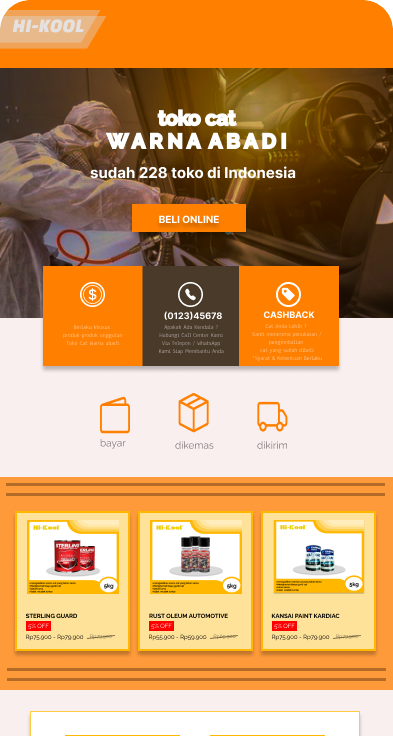 HI-KOOL
toko cat
WARNA ABADI
sudah 228 toko di Indonesia
BELI ONLINE
Berlaku Khusus
produk-produk unggulan
toko Cat Warna abadi
(0123)45678
Apakah Ada Kendala ?
Hubungi Call Center Kami
Via Telepon / WhatsApp
Kami Siap Membantu Anda
CASHBACK
Cat Anda Lebih ?
Kami menerima penukaran /
pengembalian
cat yang sudah dibeli
*Syarat & Ketentuan Berlaku
bayar
dikemas
dikirim
Hi-Kool
5kg
STERLING GUARD
5% OFF
Rp75.900 - Rp79.900
Hi-Kool
5kg
RUST OLEUM AUTOMOTIVE
5% OFF
Rp55.900 - Rp59.900
Hi-Kool
5kg
KANSAI PAINT KARDIAC
5% OFF
Rp75.900 - Rp79.900